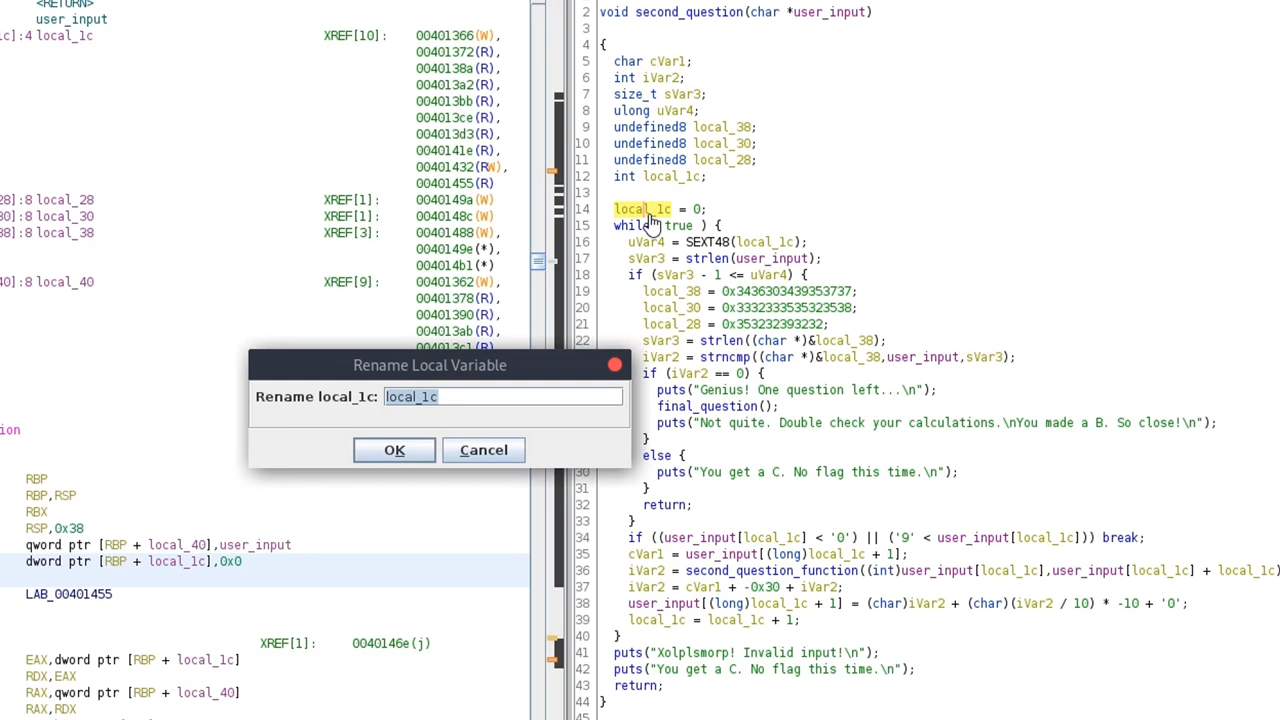 <RETURN>
user_input
1c]:4 local_1c XREF[10]: 00401366(W),
00401372(R),
0040138a(R),
004013a2(R),
004013bb(R),
004013ce(R),
004013d3(R),
0040141e(R),
00401432(RW),
00401455(R)
28]:8 local_28 XREF[1]: 0040149a(W)
30]:8 local_30 XREF[1]: 0040148c(W)
38]:8 local_38 XREF[3]: 00401488(W),
0040149e(*),
004014b1(*)
40]:8 local_40 XREF[9]: 00401362(W),
00401378(R),
00401390(R),
004013ab(R),
004013c1(R),
Rename Local Variable
Rename local_1c: local_1c
OK Cancel
ion
RBP
RBP,RSP
RBX
RSP,0x38
qword ptr [RBP + local_40],user_input
dword ptr [RBP + local_1c],0x0
LAB_00401455
XREF[1]: 0040146e(j)
EAX,dword ptr [RBP + local_1c]
RDX,EAX
RAX,qword ptr [RBP + local_40]
RAX,RDX
2 void second_question(char *user_input)
3
4 {
5 char cVar1;
6 int iVar2;
7 size_t sVar3;
8 ulong uVar4;
9 undefined8 local_38;
10 undefined8 local_30;
11 undefined8 local_28;
12 int local_1c;
13
14 local_1c = 0;
15 while true ) {
16 uVar4 = SEXT48(local_1c);
17 sVar3 = strlen(user_input);
18 if (sVar3 - 1 <= uVar4) {
19 local_38 = 0x3436303439353737;
20 local_30 = 0x3332333535323538;
21 local_28 = 0x353232393232;
22 sVar3 = strlen((char *)&local_38);
iVar2 = strncmp((char *)&local_38,user_input,sVar3);
if (iVar2 == 0) {
puts("Genius! One question left...\n");
final_question();
puts("Not quite. Double check your calculations.\nYou made a B. So close!\n");
}
else {
30 puts("You get a C. No flag this time.\n");
31 }
32 return;
33 }
34 if ((user_input[local_1c] < '0') || ('9' < user_input[local_1c])) break;
35 cVar1 = user_input[(long)local_1c + 1];
36 iVar2 = second_question_function((int)user_input[local_1c],user_input[local_1c] + local_1c)
37 iVar2 = cVar1 + -0x30 + iVar2;
38 user_input[(long)local_1c + 1] = (char)iVar2 + (char)(iVar2 / 10) * -10 + '0';
39 local_1c = local_1c + 1;
40 }
41 puts("Xolplsmorp! Invalid input!\n");
42 puts("You get a C. No flag this time.\n");
43 return;
44 }
45